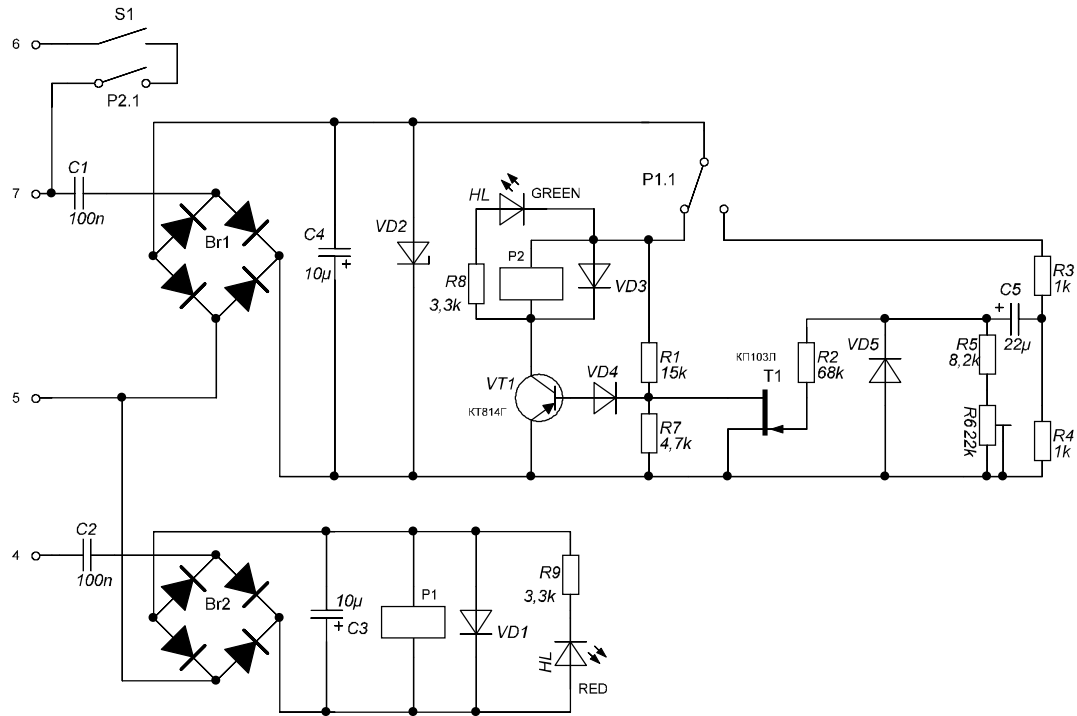 S1
6
P2.1
C1
7
100n
Br1
C4
10µ
+
VD2
HL
GREEN
P2
R8
3,3k
VD3
P1.1
R3
1k
C5
+
22µ
R1
15k
КП103Л
T1
R2
68k
VD5
R5
8,2k
VT1
КТ814Г
VD4
5
R7
4,7k
R6 22k
R4
1k
C2
4
100n
Br2
10µ
+ C3
P1
VD1
R9
3,3k
HL
RED